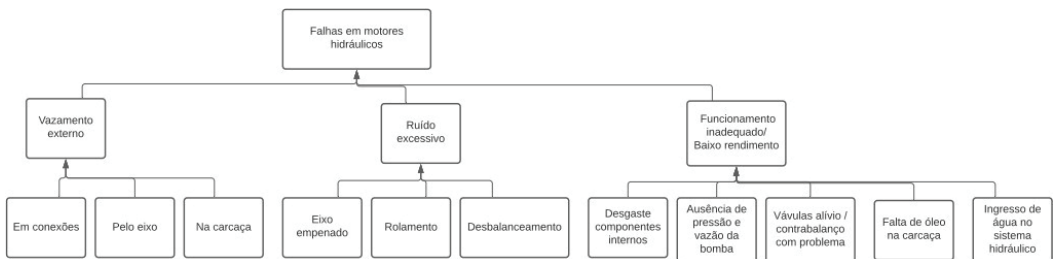 Falhas em motores
hidráulicos
Vazamento
externo
Ruído
excessivo
Funcionamento
inadequado/
Baixo rendimento
Em conexões
Pelo eixo
Na carcaça
Eixo
empenado
Rolamento
Desbalanceamento
Desgaste
componentes
internos
Ausência de
pressão e
vazão da
bomba
Vávulas alívio /
contrabalanço
com problema
Falta de óleo
na carcaça
Ingresso de
água no
sistema
hidráulico